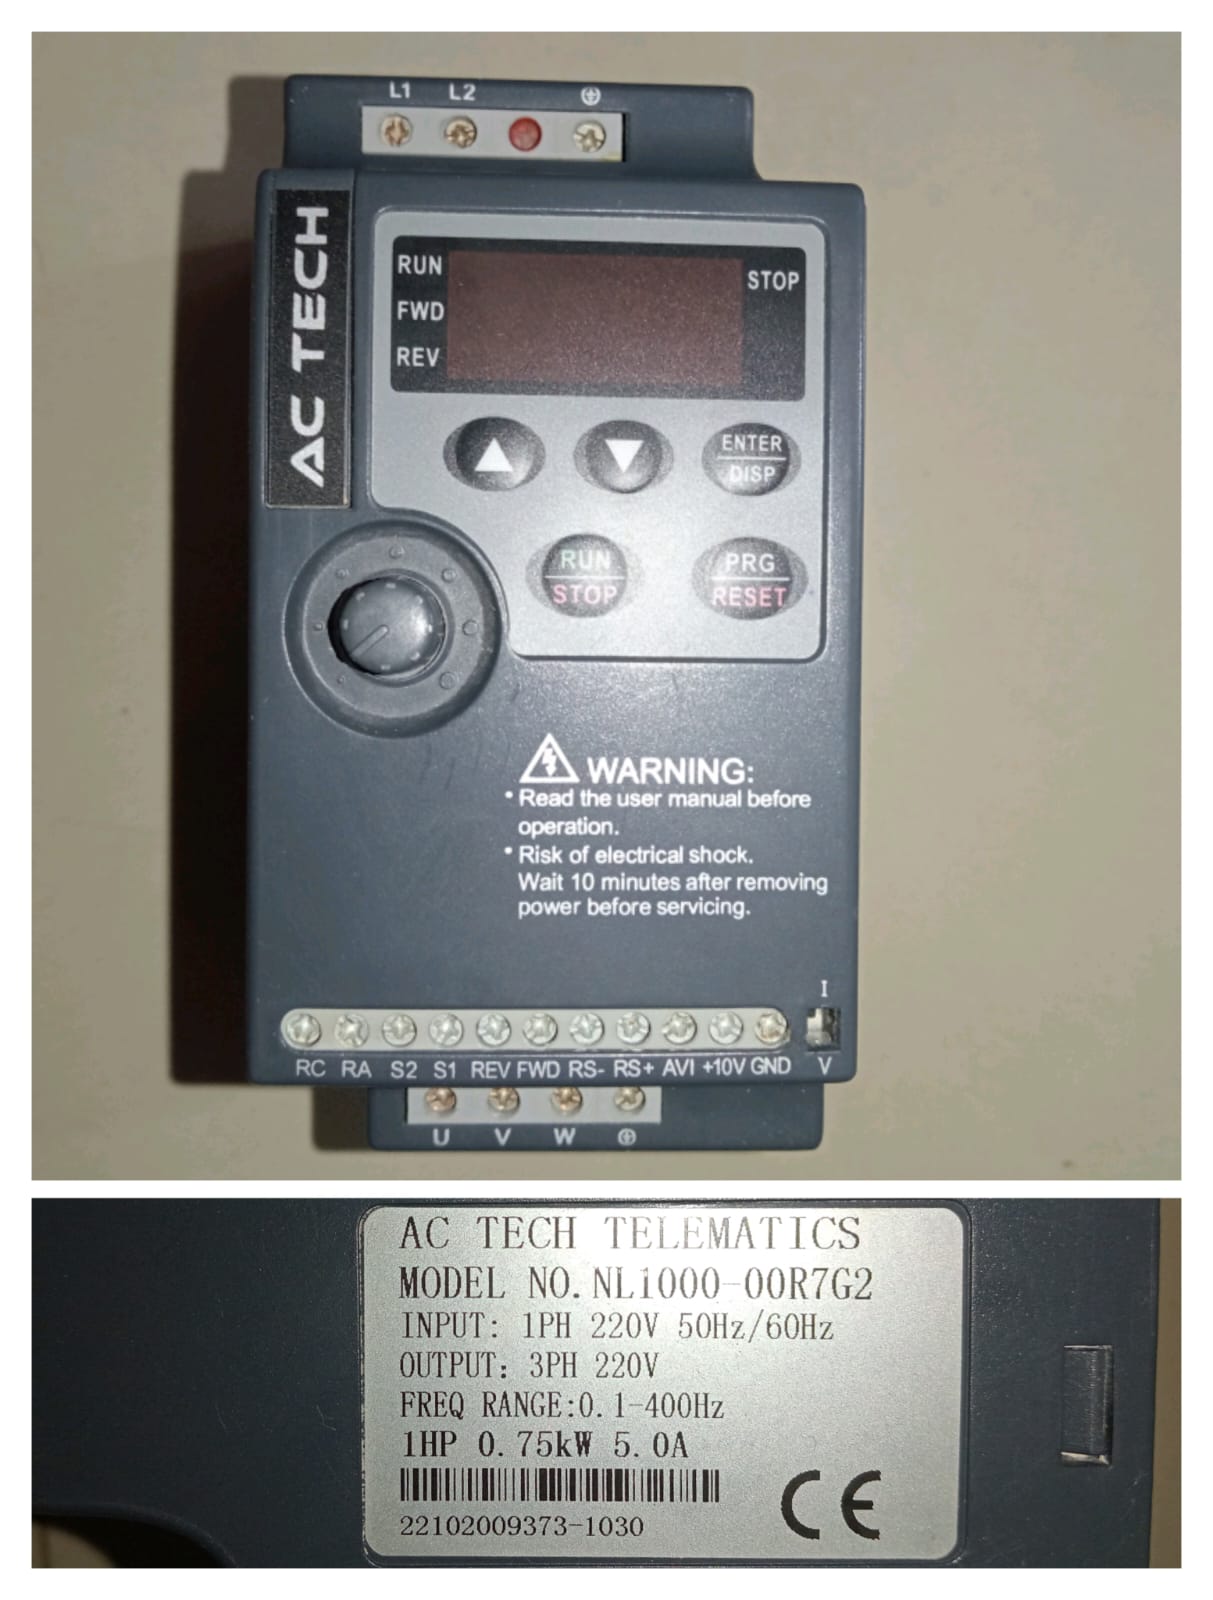 L1 L2
AC TECH
RUN
FWD
REV
STOP
ENTER
DISP
RUN
STOP
PRG
RESET
WARNING:
• Read the user manual before
operation.
• Risk of electrical shock.
Wait 10 minutes after removing
power before servicing.
I
RC RA S2 S1 REV FWD RS- RS+ AVI +10V GND V
U V W
AC TECH TELEMATICS
MODEL NO. NL1000-00R7G2
INPUT: 1PH 220V 50Hz/60Hz
OUTPUT: 3PH 220V
FREQ RANGE:0.1-400Hz
1HP 0.75kW 5.0A
22102009373-1030
CE